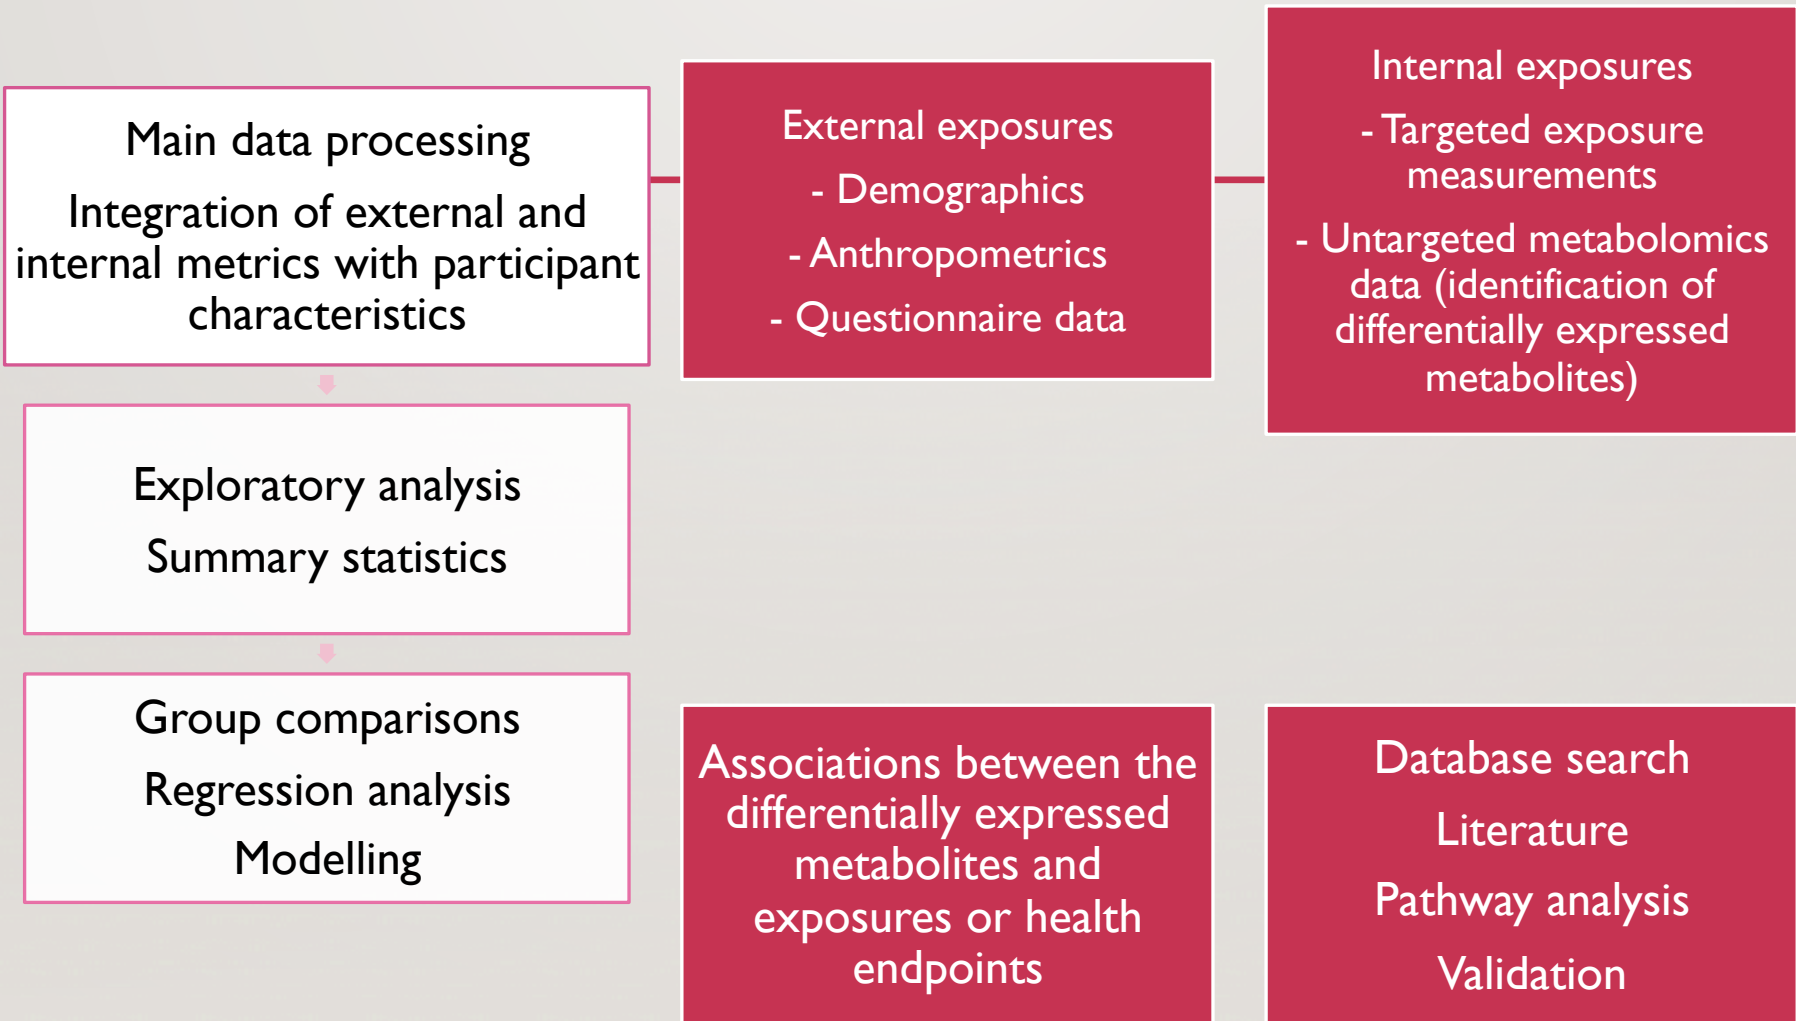 Main data processing
Integration of external and
internal metrics with participant
characteristics
External exposures
- Demographics
- Anthropometrics
- Questionnaire data
Internal exposures
- Targeted exposure
measurements
- Untargeted metabolomics
data (identification of
differentially expressed
metabolites)
Exploratory analysis
Summary statistics
Group comparisons
Regression analysis
Modelling
Associations between the
differentially expressed
metabolites and
exposures or health
endpoints
Database search
Literature
Pathway analysis
Validation